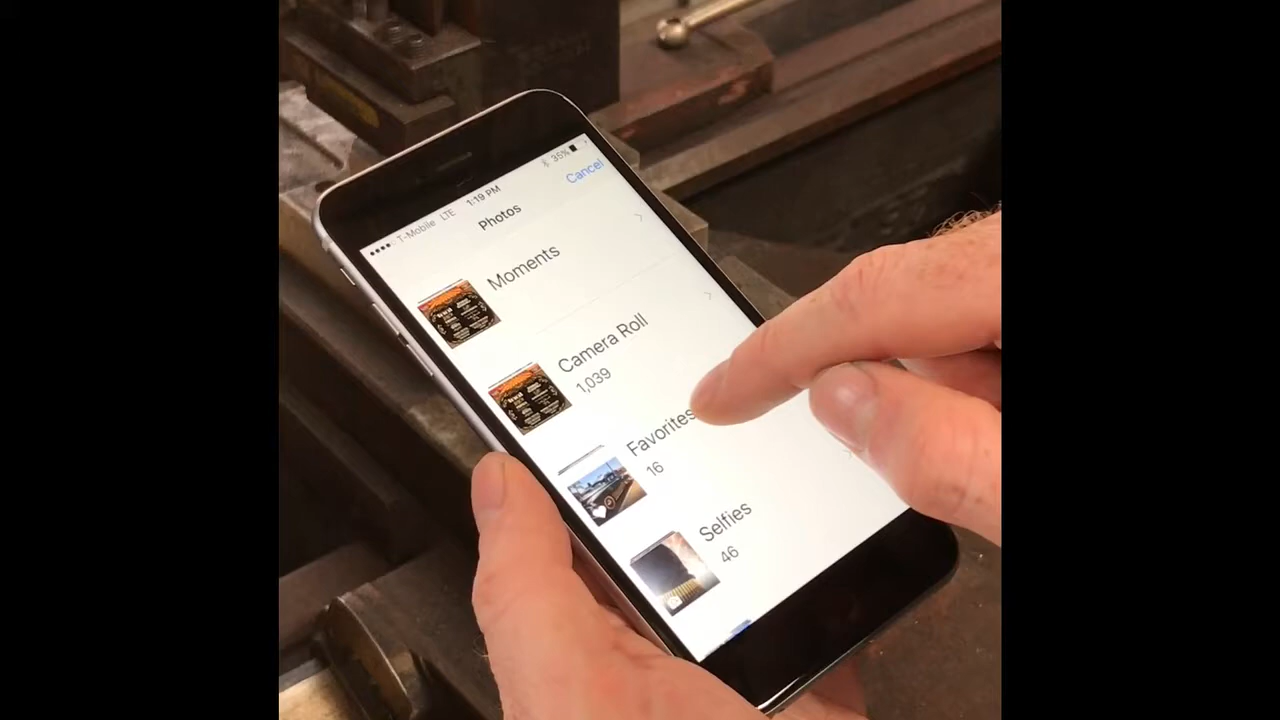 T-Mobile LTE 1:19 PM 35%
Photos Cancel
Moments
Camera Roll
1,039
Favorites
16
Selfies
46